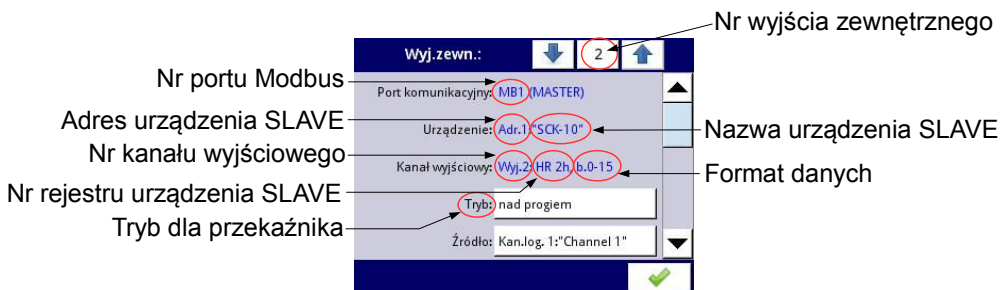 Nr wyjścia zewnętrznego
Wyj.zewn.: 2
Nr portu Modbus
Port komunikacyjny: MB1 (MASTER)
Adres urządzenia SLAVE
Urządzenie: Adr.1:"SCK-10"
Nazwa urządzenia SLAVE
Nr kanału wyjściowego
Kanał wyjściowy: Wyj.2: HR 2h, b.0-15
Format danych
Nr rejestru urządzenia SLAVE
Tryb: nad progiem
Tryb dla przekaźnika
Źródło: Kan.log. 1:"Channel 1"